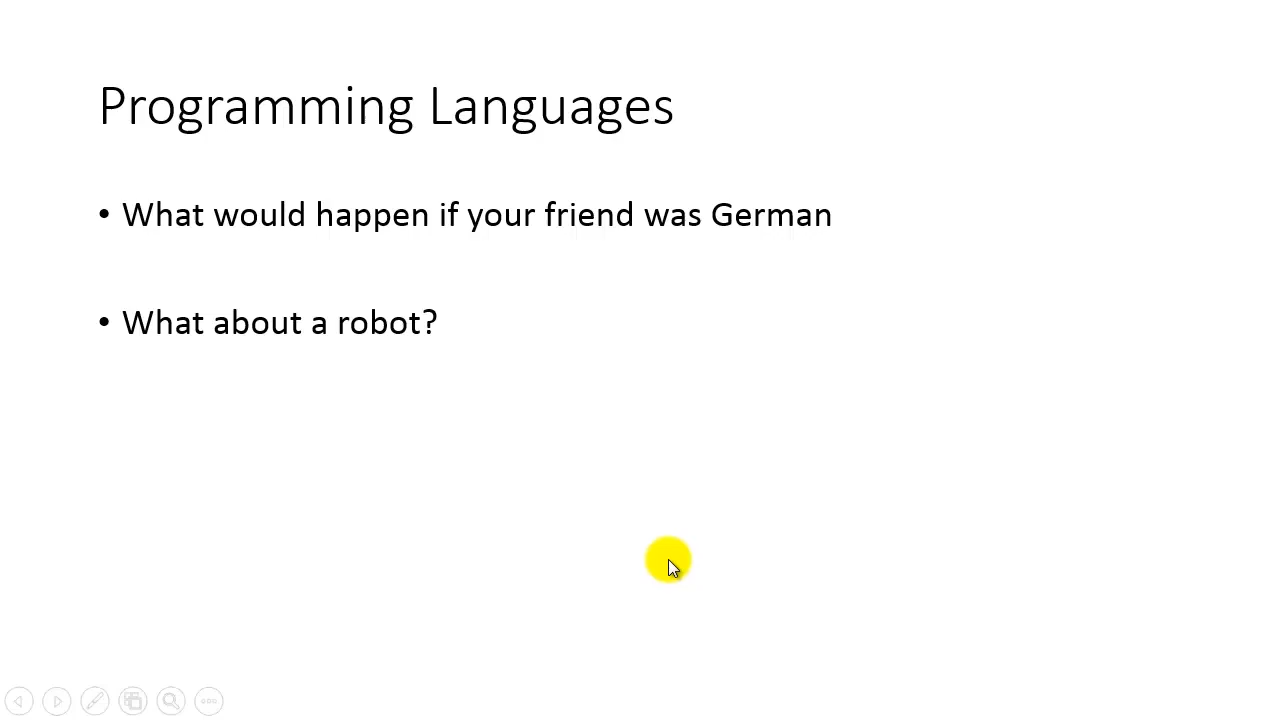 Programming Languages
• What would happen if your friend was German
• What about a robot?